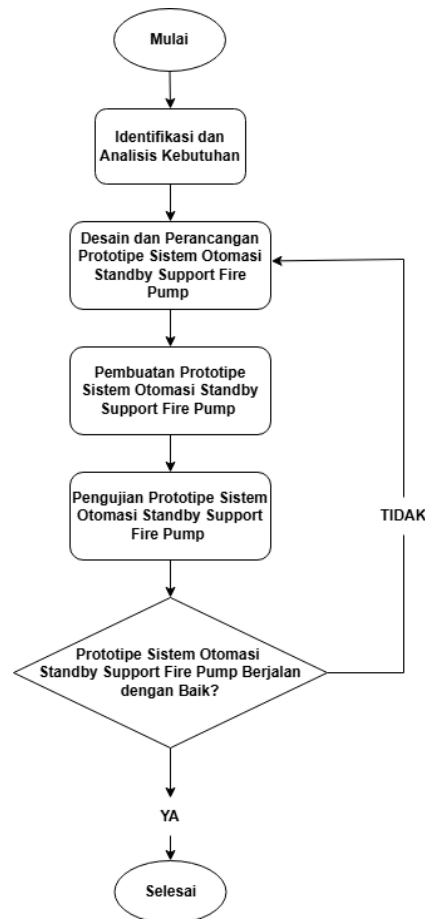 Mulai
Identifikasi dan
Analisis Kebutuhan
Desain dan Perancangan
Prototipe Sistem Otomasi
Standby Support Fire
Pump
Pembuatan Prototipe
Sistem Otomasi Standby
Support Fire Pump
Pengujian Prototipe Sistem
Otomasi Standby Support
Fire Pump
TIDAK
Prototipe Sistem Otomasi
Standby Support Fire Pump Berjalan
dengan Baik?
YA
Selesai